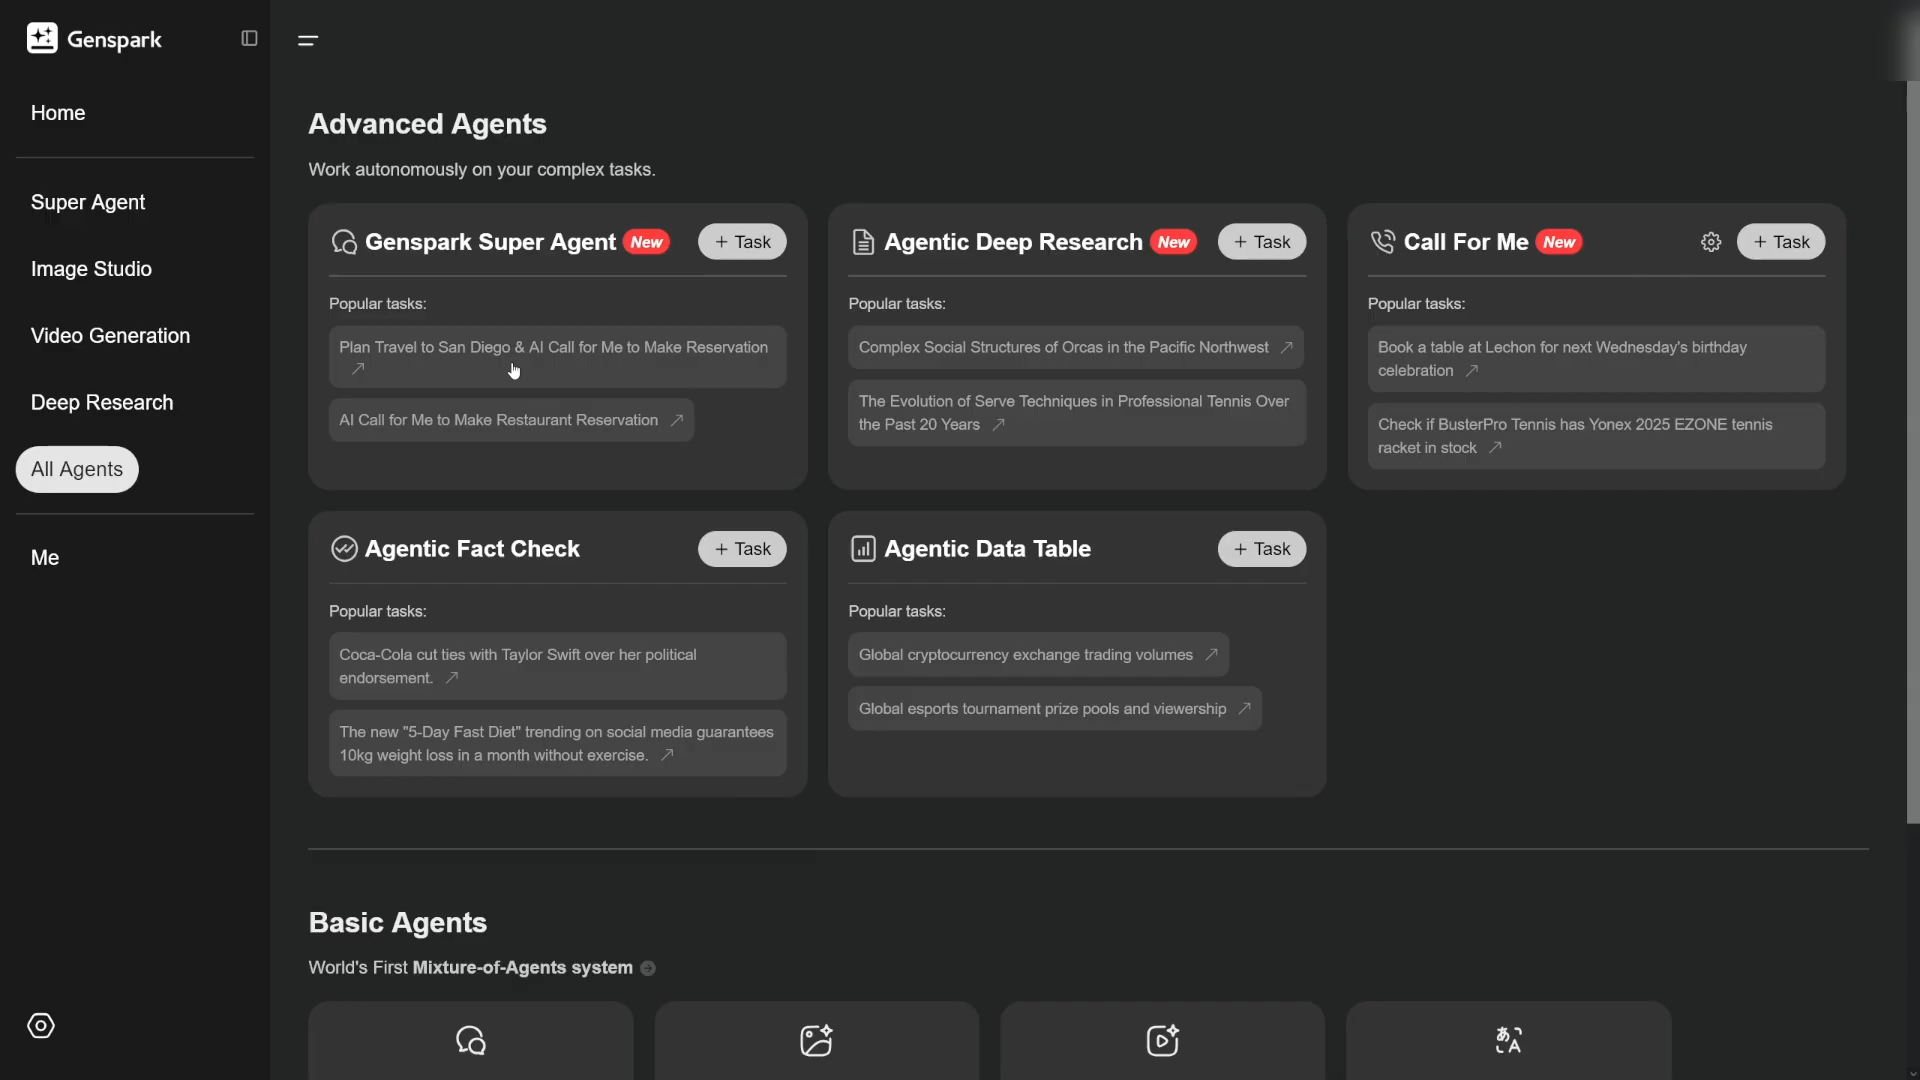 Genspark
Home
Super Agent
Image Studio
Video Generation
Deep Research
All Agents
Me
Advanced Agents
Work autonomously on your complex tasks.
Genspark Super Agent New + Task
Popular tasks:
Plan Travel to San Diego & AI Call for Me to Make Reservation
AI Call for Me to Make Restaurant Reservation
Agentic Deep Research New + Task
Popular tasks:
Complex Social Structures of Orcas in the Pacific Northwest
The Evolution of Serve Techniques in Professional Tennis Over
the Past 20 Years
Call For Me New + Task
Popular tasks:
Book a table at Lechon for next Wednesday's birthday
celebration
Check if BusterPro Tennis has Yonex 2025 EZONE tennis
racket in stock
Agentic Fact Check + Task
Popular tasks:
Coca-Cola cut ties with Taylor Swift over her political
endorsement.
The new "5-Day Fast Diet" trending on social media guarantees
10kg weight loss in a month without exercise.
Agentic Data Table + Task
Popular tasks:
Global cryptocurrency exchange trading volumes
Global esports tournament prize pools and viewership
Basic Agents
World's First Mixture-of-Agents system
あA